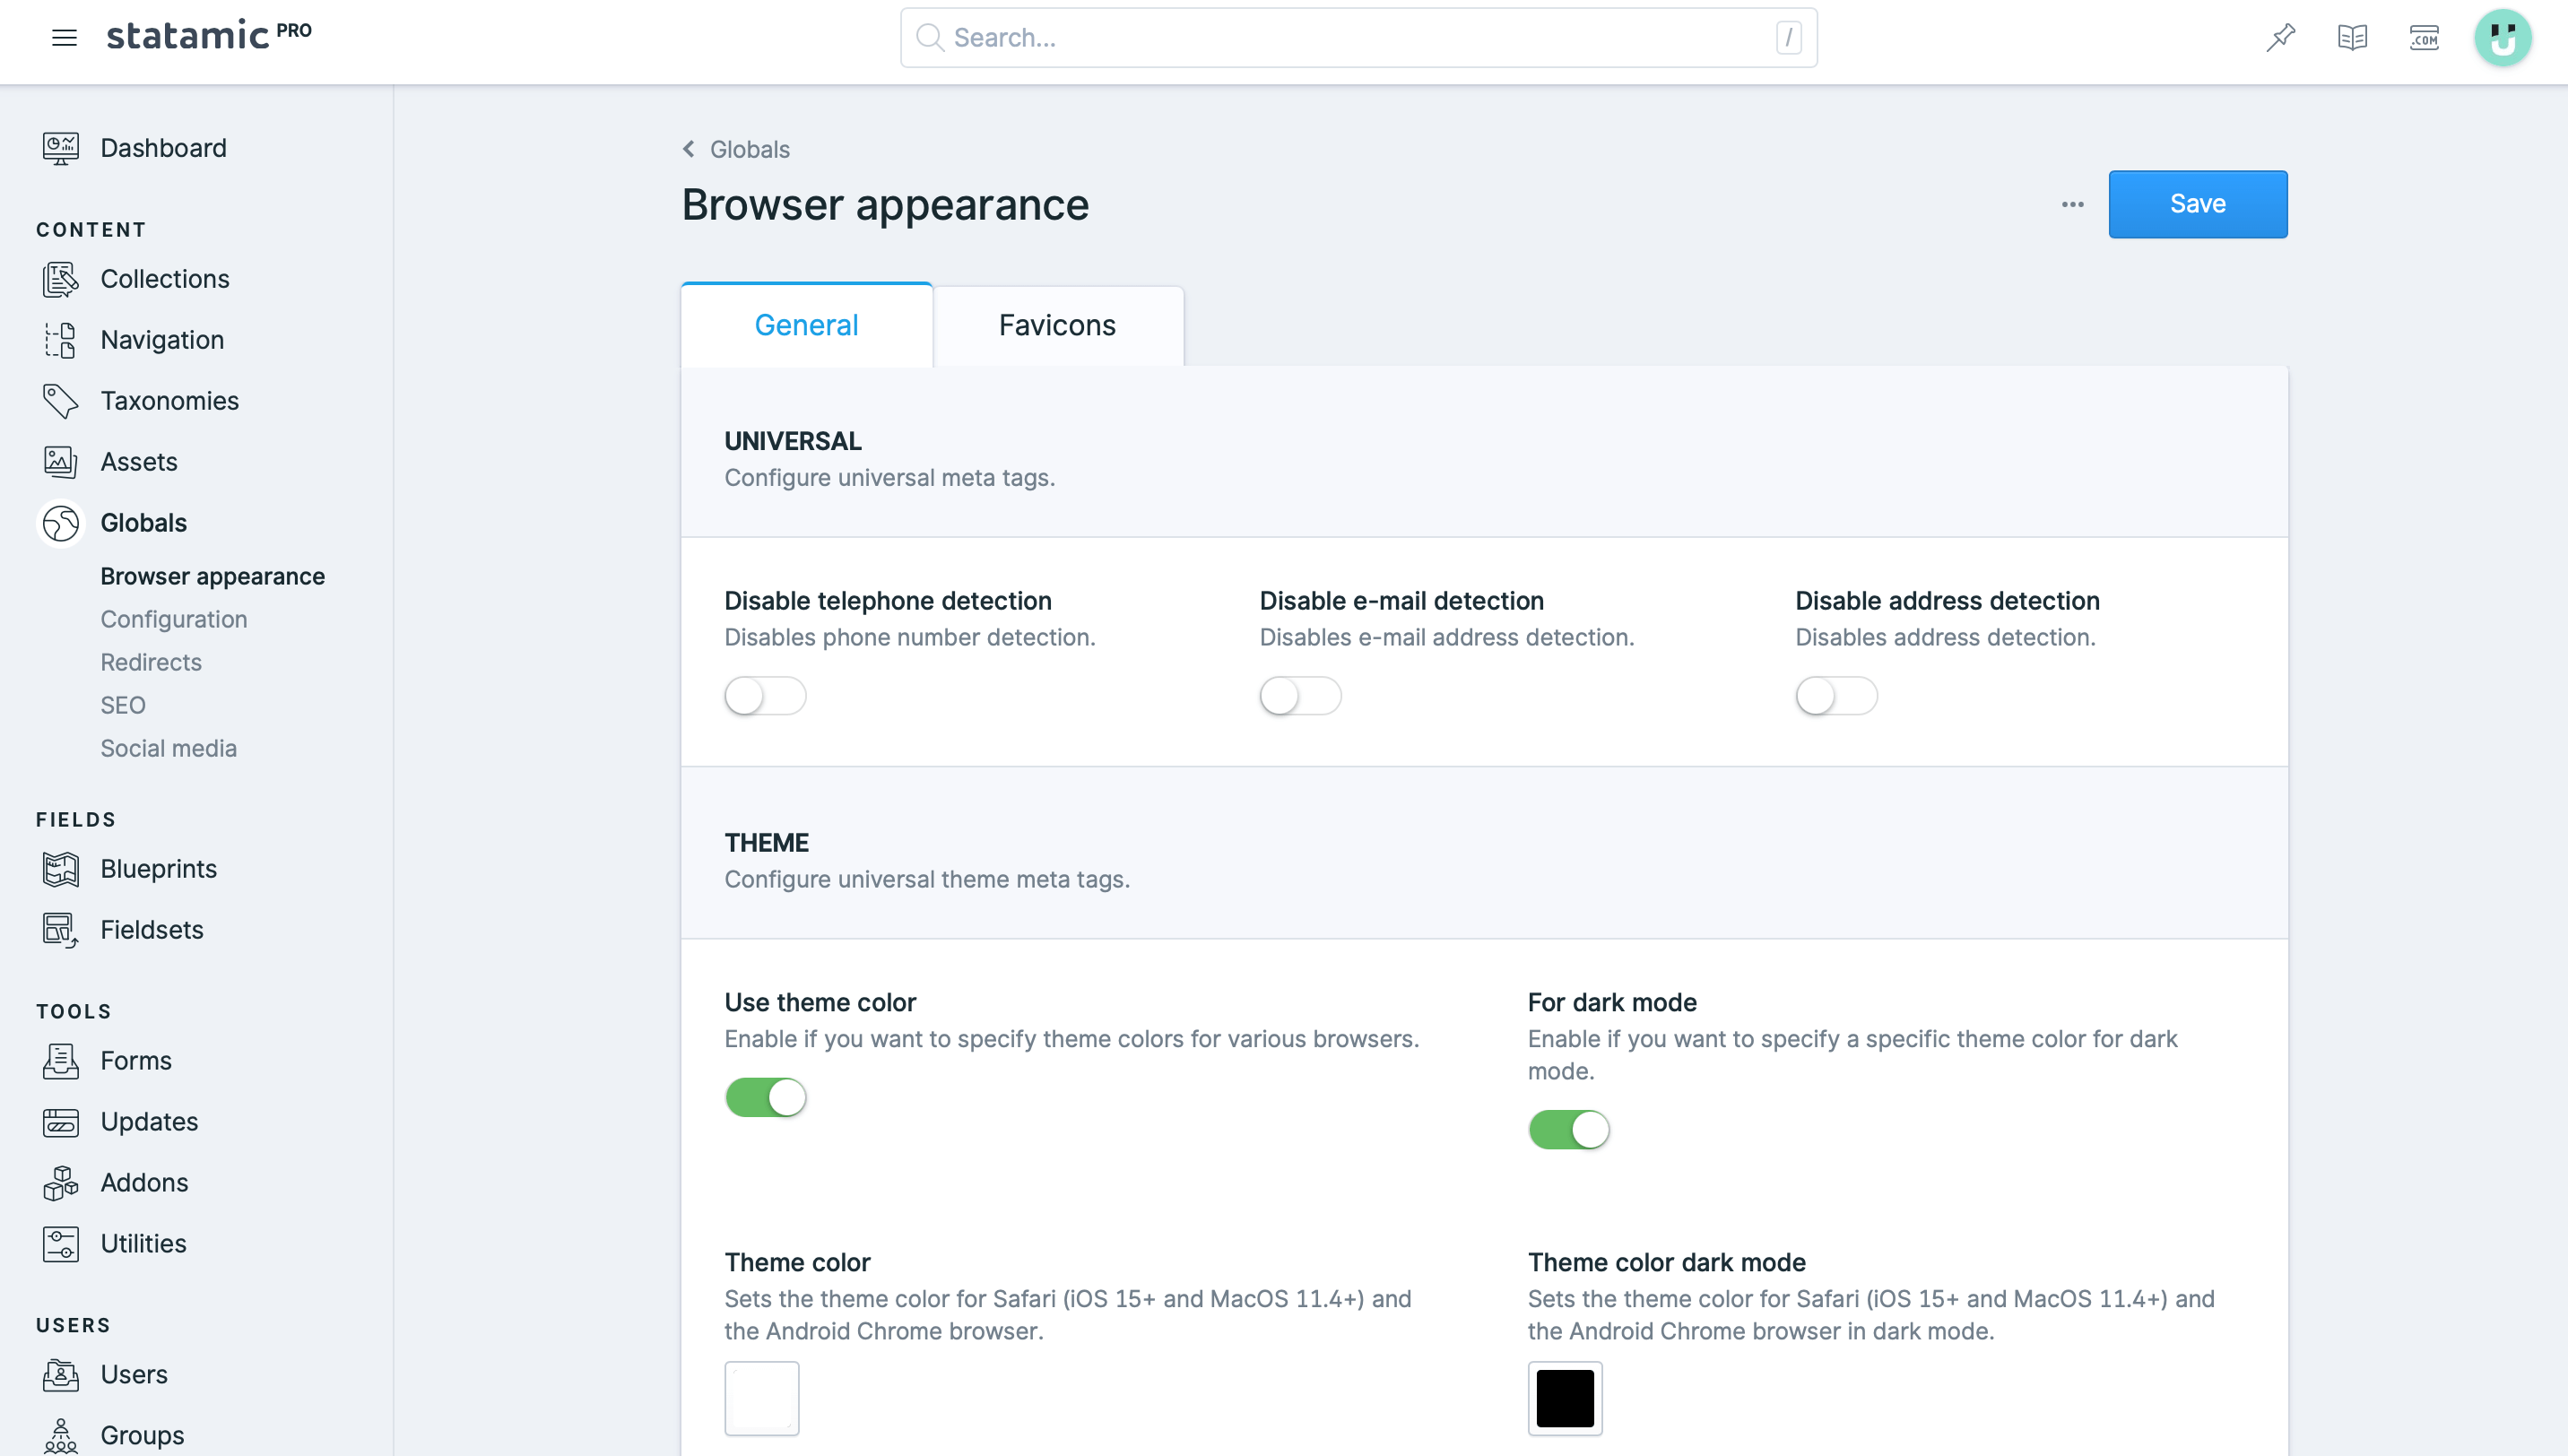 statamic PRO
Search...
/
.COM
Dashboard
CONTENT
Collections
Navigation
Taxonomies
Assets
Globals
Browser appearance
Configuration
Redirects
SEO
Social media
FIELDS
Blueprints
Fieldsets
TOOLS
Forms
Updates
Addons
Utilities
USERS
Users
Groups
Globals
Browser appearance
Save
General
Favicons
UNIVERSAL
Configure universal meta tags.
Disable telephone detection
Disables phone number detection.
Disable e-mail detection
Disables e-mail address detection.
Disable address detection
Disables address detection.
THEME
Configure universal theme meta tags.
Use theme color
Enable if you want to specify theme colors for various browsers.
For dark mode
Enable if you want to specify a specific theme color for dark
mode.
Theme color
Sets the theme color for Safari (iOS 15+ and MacOS 11.4+) and
the Android Chrome browser.
Theme color dark mode
Sets the theme color for Safari (iOS 15+ and MacOS 11.4+) and
the Android Chrome browser in dark mode.